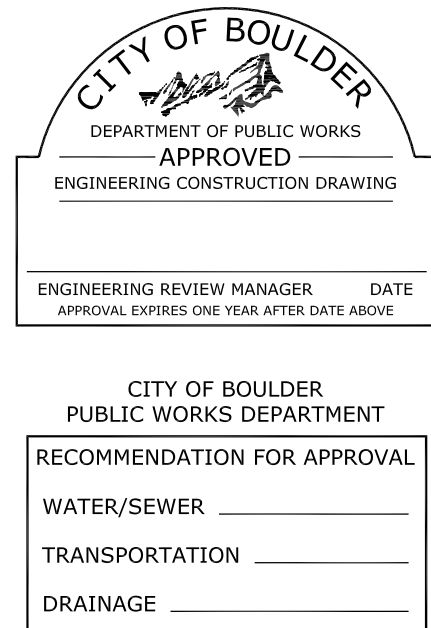 CITY OF BOULDER
DEPARTMENT OF PUBLIC WORKS
APPROVED
ENGINEERING CONSTRUCTION DRAWING
ENGINEERING REVIEW MANAGER DATE
APPROVAL EXPIRES ONE YEAR AFTER DATE ABOVE
CITY OF BOULDER
PUBLIC WORKS DEPARTMENT
RECOMMENDATION FOR APPROVAL
WATER/SEWER
TRANSPORTATION
DRAINAGE